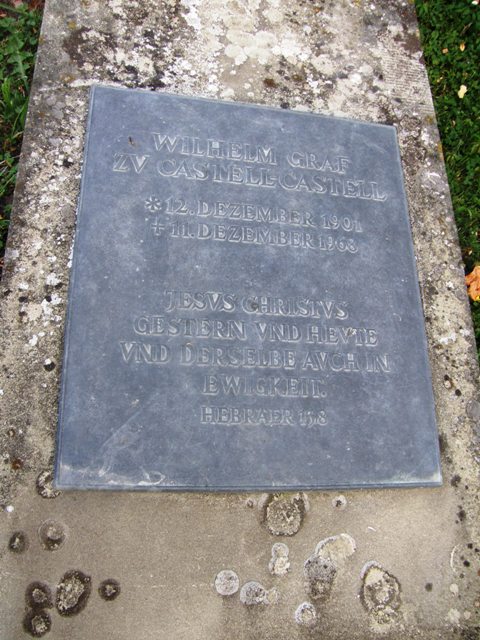 WILHELM GRAF
ZV CASTELL-CASTELL
*12. DEZEMBER 1901
+11. DEZEMBER 1968
JESVS CHRISTVS
GESTERN VND HEVTE
VND DERSELBE AVCH IN
EWIGKEIT.
HEBRÄER 13,8